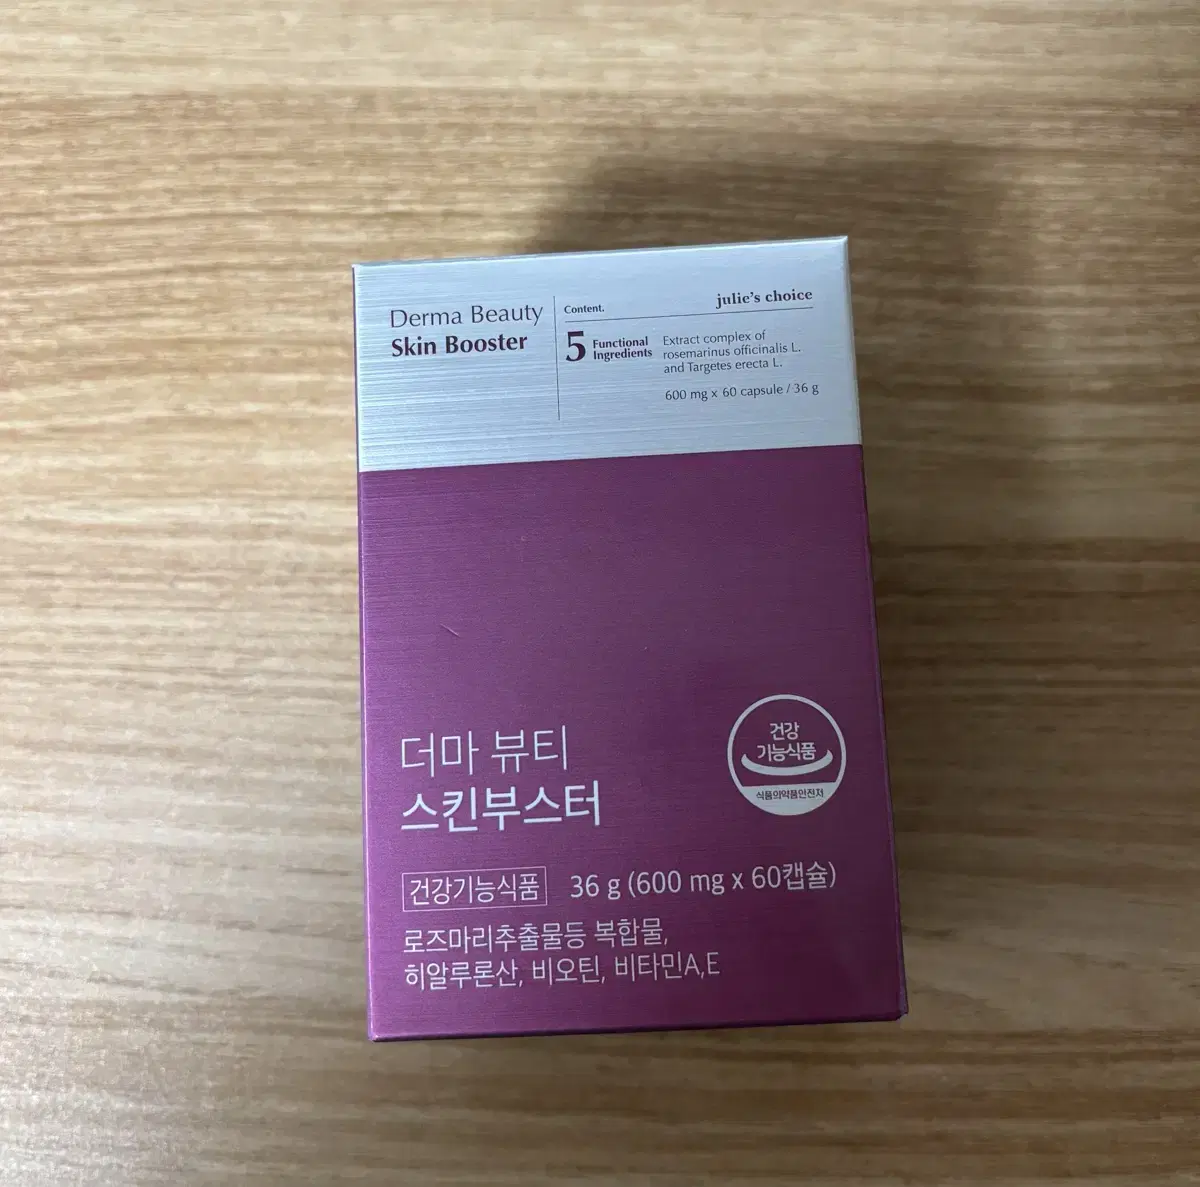 Derma Beauty
Skin Booster
Content.
julie's choice
5 Functional
Ingredients
Extract complex of
rosemarinus officinalis L.
and Targetes erecta L.
600 mg x 60 capsule / 36 g
더마 뷰티
스킨부스터
건강
기능식품
식품의약품안전처
건강기능식품 36 g (600 mg x 60캡슐)
로즈마리추출물등 복합물,
히알루론산, 비오틴, 비타민A,E